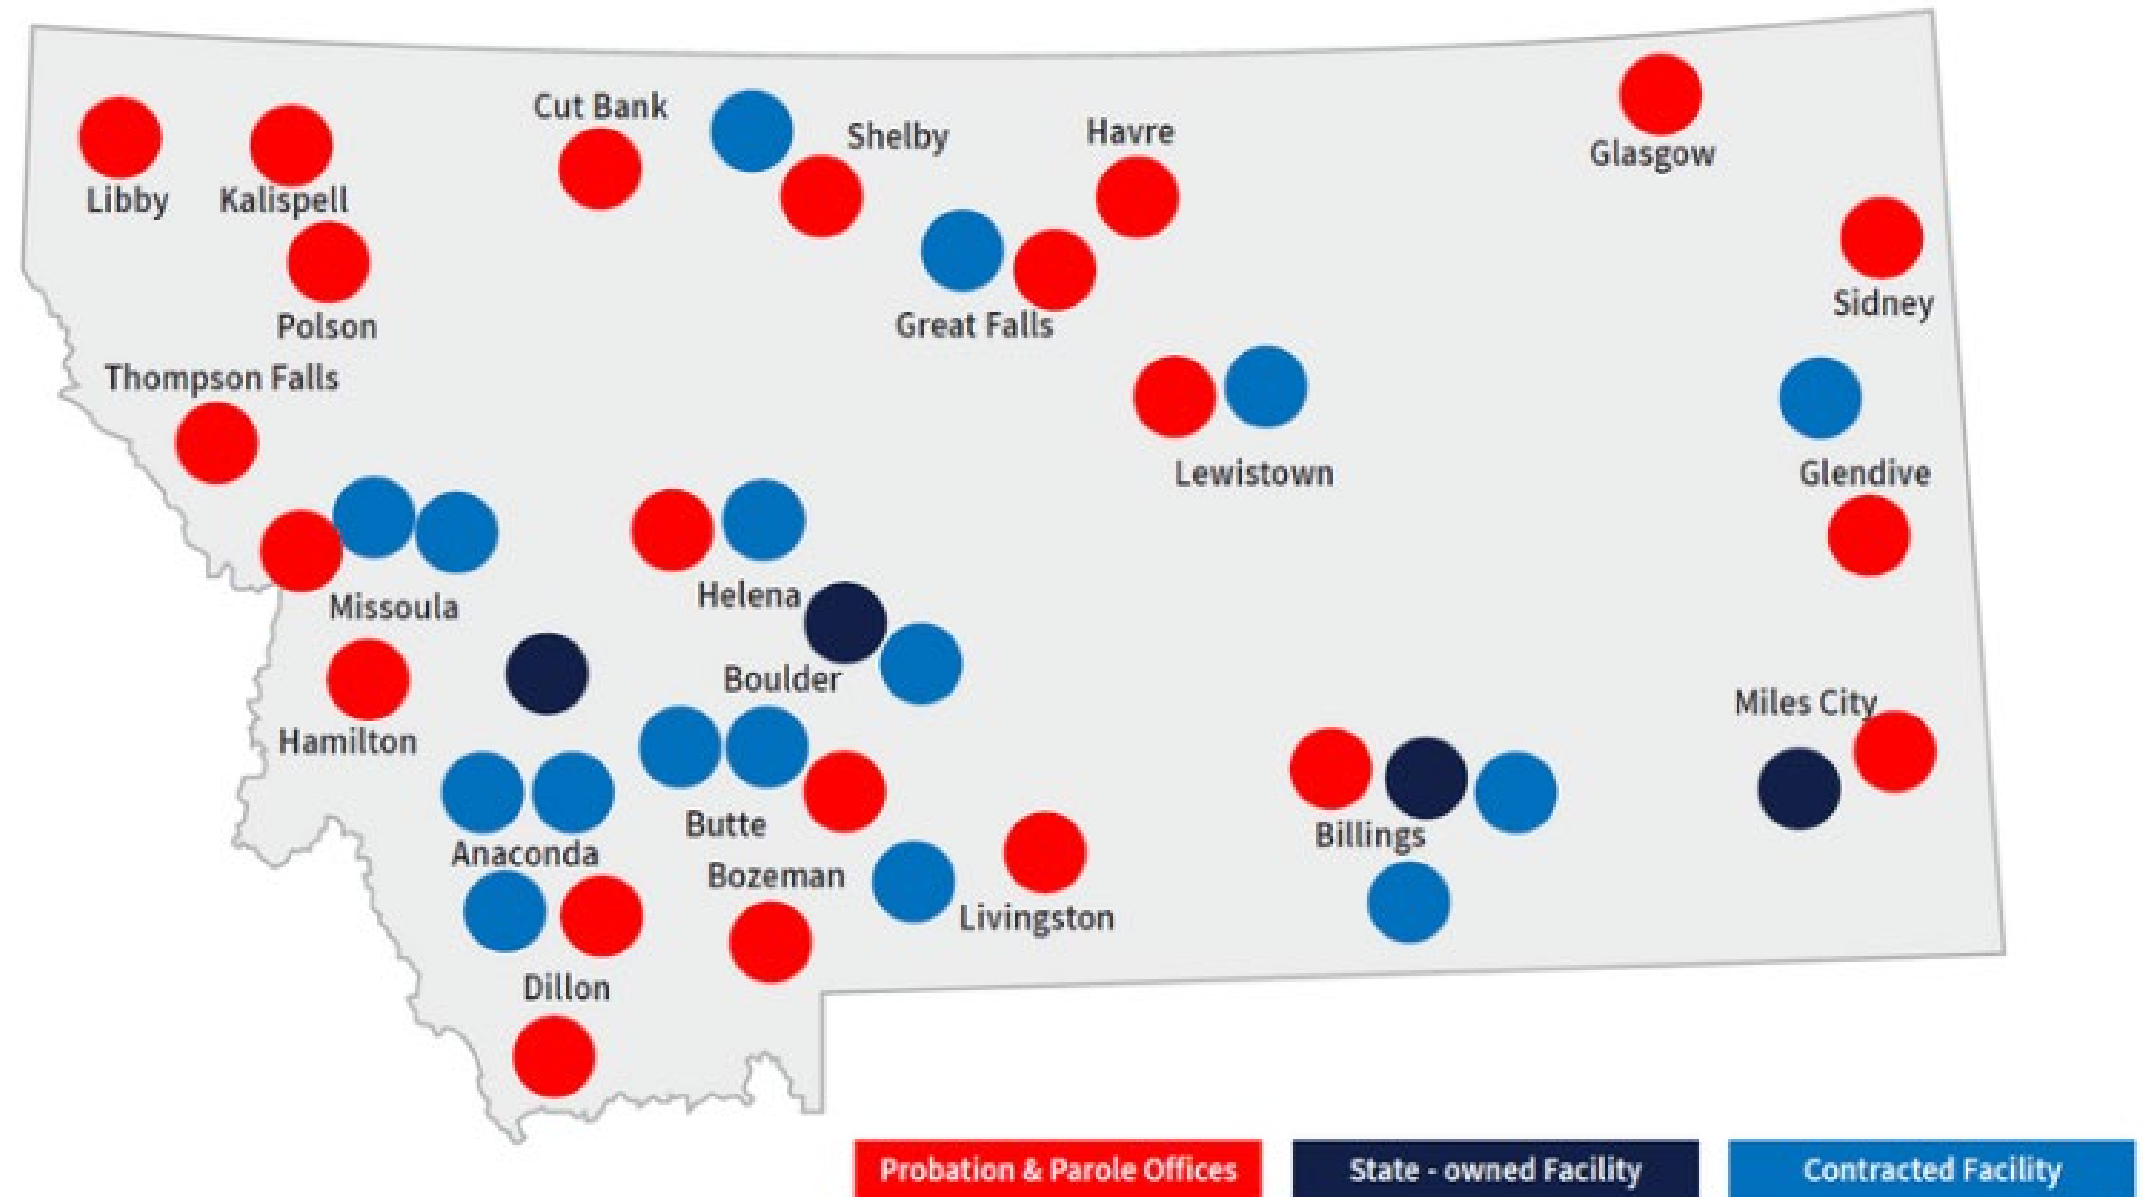 Cut Bank
Shelby
Havre
Glasgow
Libby
Kalispell
Sidney
Polson
Great Falls
Thompson Falls
Lewistown
Glendive
Helena
Missoula
Boulder
Miles City
Hamilton
Butte
Billings
Anaconda
Bozeman
Livingston
Dillon
Probation & Parole Offices
State - owned Facility
Contracted Facility